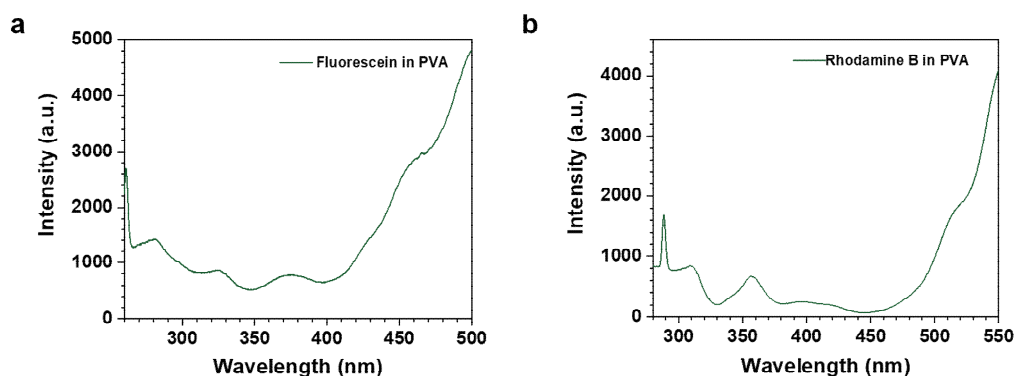 a
5000
4000
3000
2000
1000
0
Intensity (a.u.)
Fluorescein in PVA
300
350
400
450
500
Wavelength (nm)
b
4000
3000
2000
1000
0
Intensity (a.u.)
Rhodamine B in PVA
300
350
400
450
500
550
Wavelength (nm)